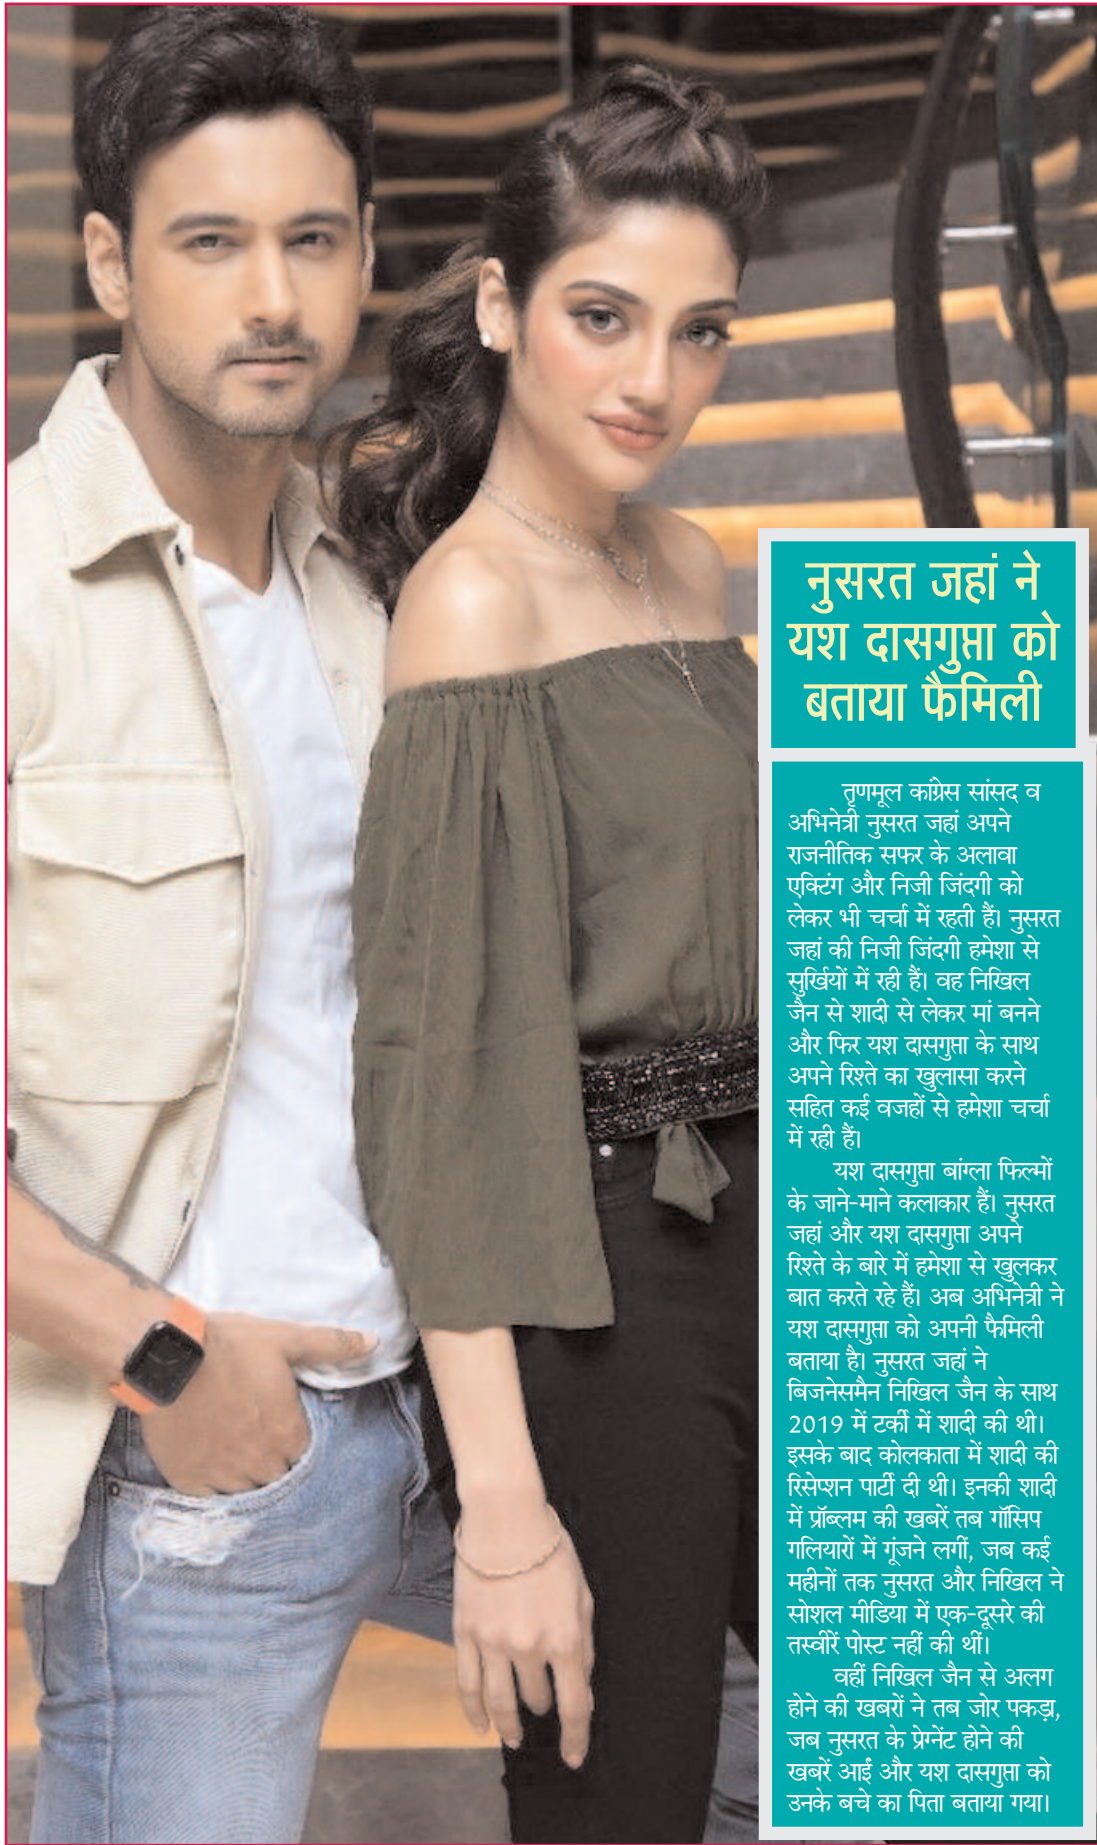 नुसरत जहां ने
यश दासगुप्ता को
बताया फैमिली
तृणमूल कांग्रेस सांसद व
अभिनेत्री नुसरत जहां अपने
राजनीतिक सफर के अलावा
एक्टिंग और निजी जिंदगी को
लेकर भी चर्चा में रहती हैं। नुसरत
जहां की निजी जिंदगी हमेशा से
सुर्खियों में रही हैं। वह निखिल
जैन से शादी से लेकर मां बनने
और फिर यश दासगुप्ता के साथ
अपने रिश्ते का खुलासा करने
सहित कई वजहों से हमेशा चर्चा
में रही हैं।
यश दासगुप्ता बांग्ला फिल्मों
के जाने-माने कलाकार हैं। नुसरत
जहां और यश दासगुप्ता अपने
रिश्ते के बारे में हमेशा से खुलकर
बात करते रहे हैं। अब अभिनेत्री ने
यश दासगुप्ता को अपनी फैमिली
बताया है। नुसरत जहां ने
बिजनेसमैन निखिल जैन के साथ
2019 में टर्की में शादी की थी।
इसके बाद कोलकाता में शादी की
रिसेप्शन पार्टी दी थी। इनकी शादी
में प्रॉब्लम की खबरें तब गॉसिप
गलियारों में गूंजने लगीं, जब कई
महीनों तक नुसरत और निखिल ने
सोशल मीडिया में एक-दूसरे की
तस्वीरें पोस्ट नहीं की थीं।
वहीं निखिल जैन से अलग
होने की खबरों ने तब जोर पकड़ा,
जब नुसरत के प्रेग्नेंट होने की
खबरें आईं और यश दासगुप्ता को
उनके बचे का पिता बताया गया।